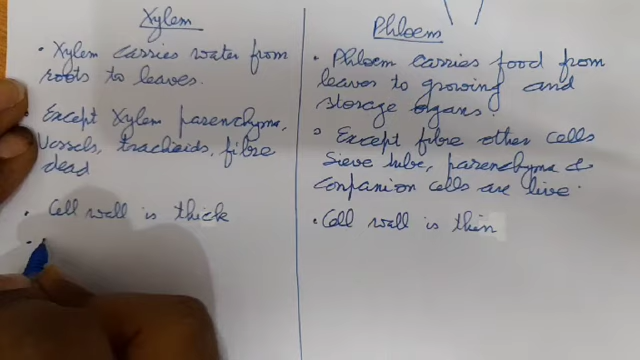 Xylem
• Xylem carries water from
roots to leaves.
• Except Xylem parenchyma,
Vessels, tracheids, fibre
dead
• Cell wall is thick
Phloem
• Phloem carries food from
leaves to growing and
storage organs.
• Except fibre other cells
Sieve tube, parenchyma &
Companion cells are live.
• Cell wall is thin